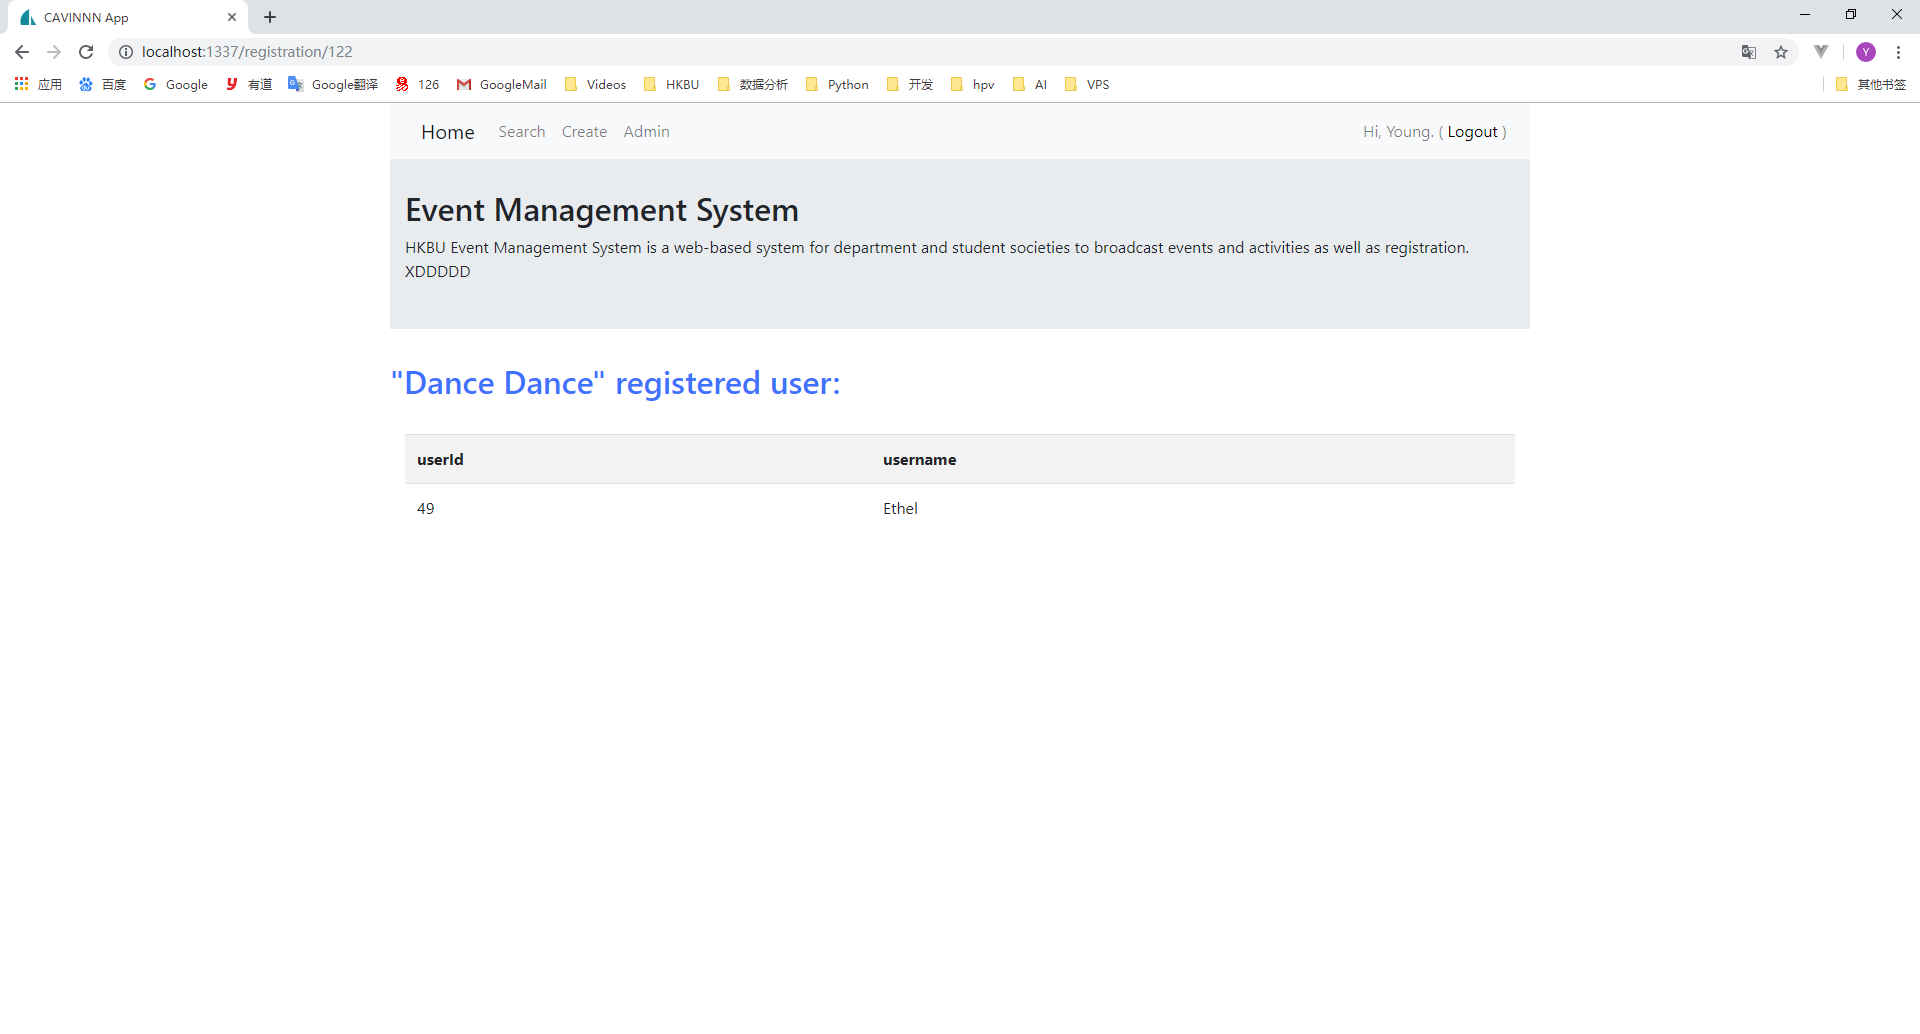 CAVINNN App
localhost:1337/registration/122
Y
应用 百度 Google 有道 Google翻译 126 GoogleMail Videos HKBU 数据分析 Python 开发 hpv AI VPS 其他书签
Home Search Create Admin Hi, Young. ( Logout )
Event Management System
HKBU Event Management System is a web-based system for department and student societies to broadcast events and activities as well as registration.
XDDDDD
"Dance Dance" registered user:
userId username
49 Ethel